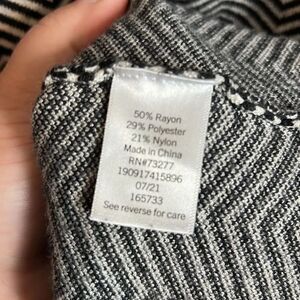 50% Rayon
29% Polyester
21% Nylon
Made in China
RN#73277
190917415896
07/21
165733
See reverse for care